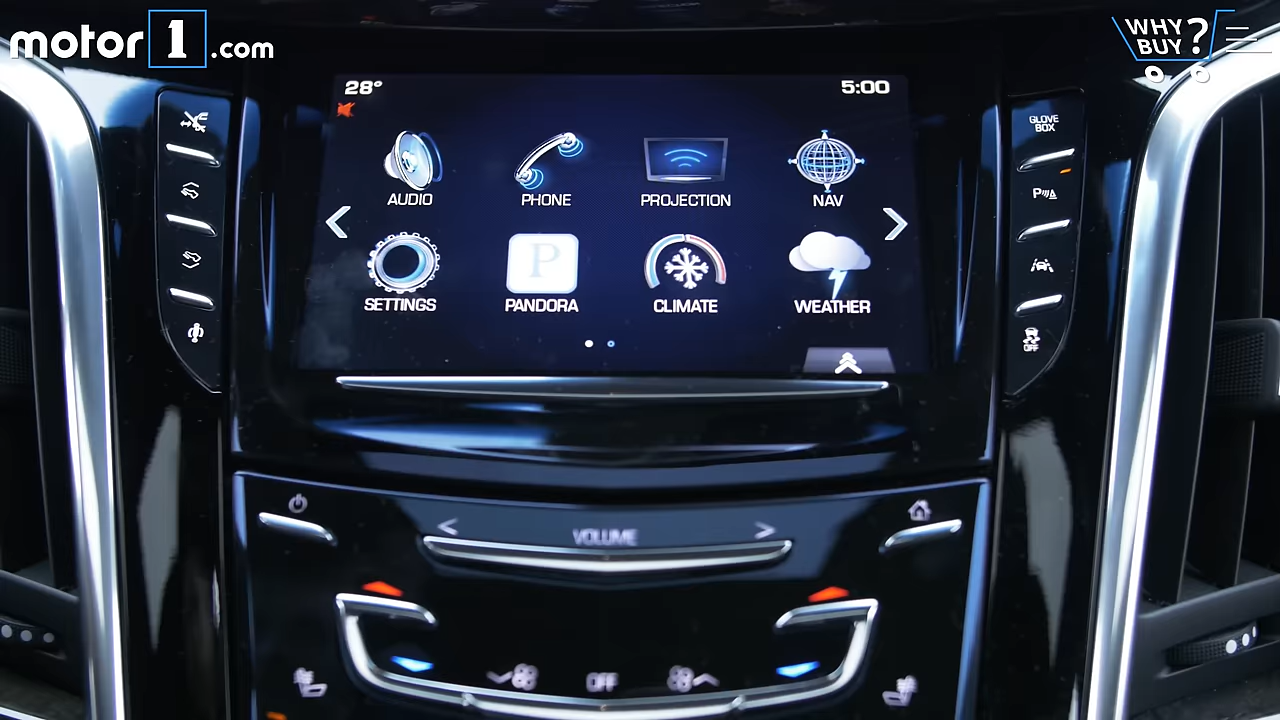 motor1.com
WHY
BUY?
28°
5:00
GLOVE
BOX
AUDIO
PHONE
PROJECTION
NAV
P
SETTINGS
P
PANDORA
CLIMATE
WEATHER
OFF
VOLUME
OFF